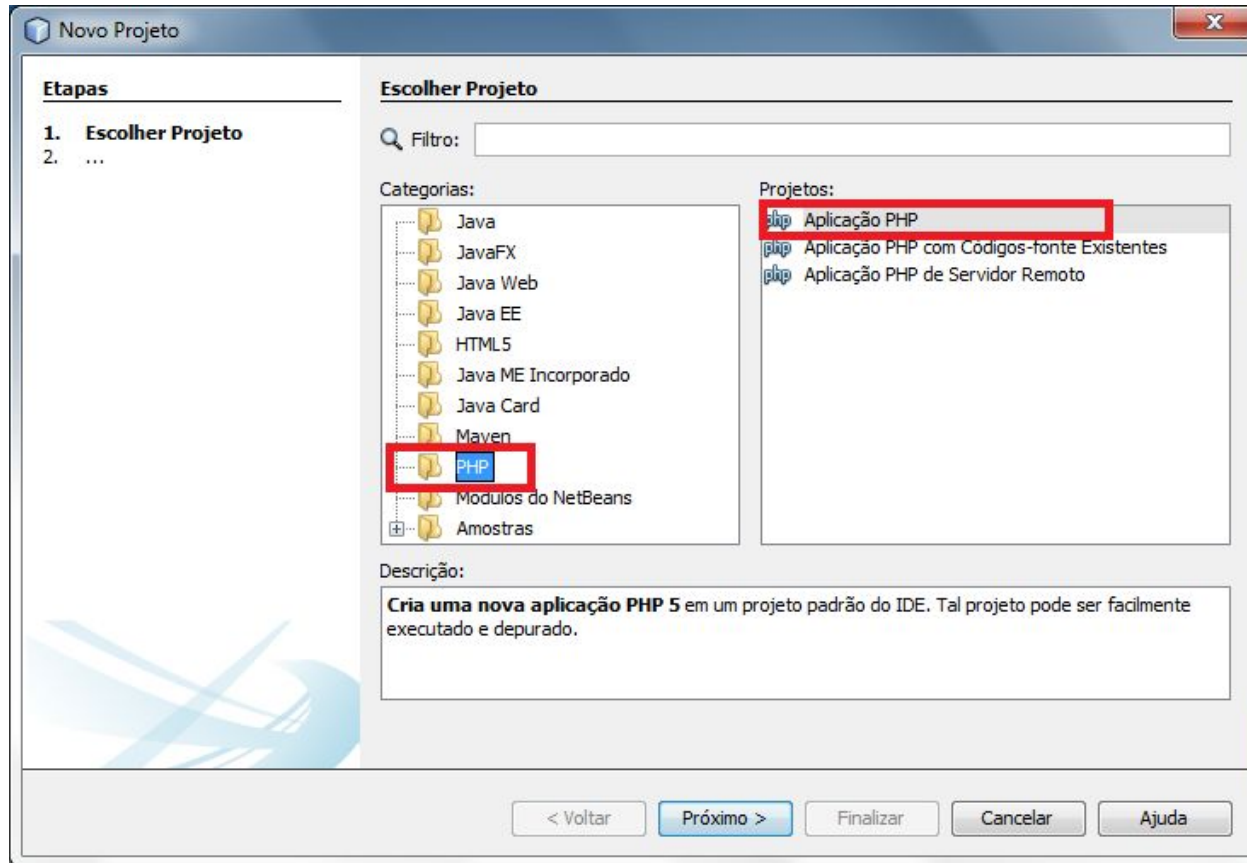 Novo Projeto
Etapas
1. Escolher Projeto
2. ...
Escolher Projeto
Filtro:
Categorias:
Java
JavaFX
Java Web
Java EE
HTML5
Java ME Incorporado
Java Card
Maven
PHP
Módulos do NetBeans
Amostras
Projetos:
php Aplicação PHP
php Aplicação PHP com Códigos-fonte Existentes
php Aplicação PHP de Servidor Remoto
Descrição:
Cria uma nova aplicação PHP 5 em um projeto padrão do IDE. Tal projeto pode ser facilmente
executado e depurado.
< Voltar
Próximo >
Finalizar
Cancelar
Ajuda